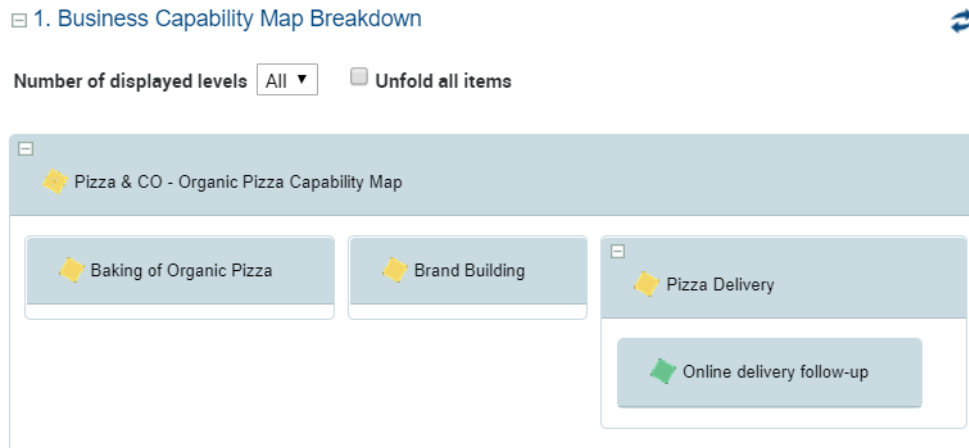 1. Business Capability Map Breakdown
Number of displayed levels All Unfold all items
Pizza & CO - Organic Pizza Capability Map
Baking of Organic Pizza
Brand Building
Pizza Delivery
Online delivery follow-up